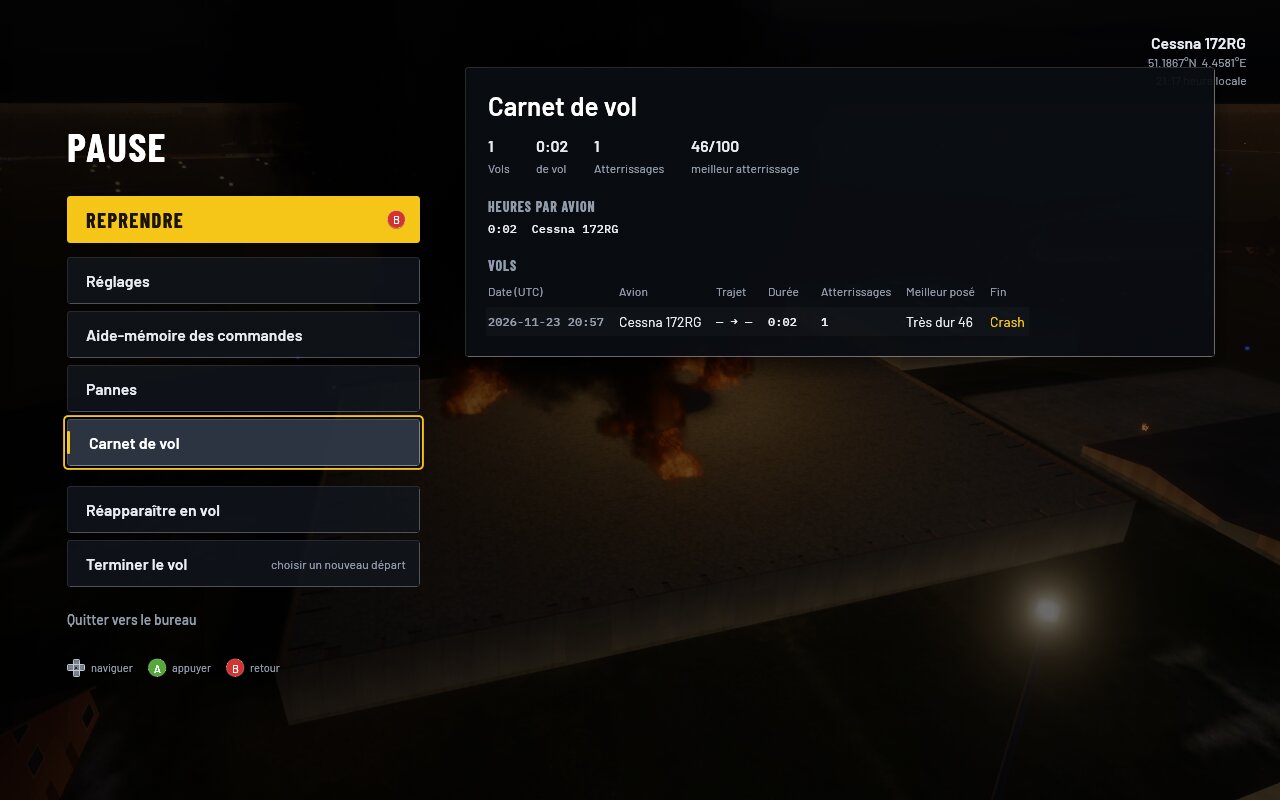 Cessna 172RG
51.1867°N 4.4581°E
21:17 heure locale
PAUSE
REPRENDRE B
Réglages
Aide-mémoire des commandes
Pannes
Carnet de vol
Réapparaître en vol
Terminer le vol choisir un nouveau départ
Quitter vers le bureau
naviguer A appuyer B retour
Carnet de vol
1 0:02 1 46/100
Vols de vol Atterrissages meilleur atterrissage
HEURES PAR AVION
0:02 Cessna 172RG
VOLS
Date (UTC) Avion Trajet Durée Atterrissages Meilleur posé Fin
2026-11-23 20:57 Cessna 172RG — → — 0:02 1 Très dur 46 Crash